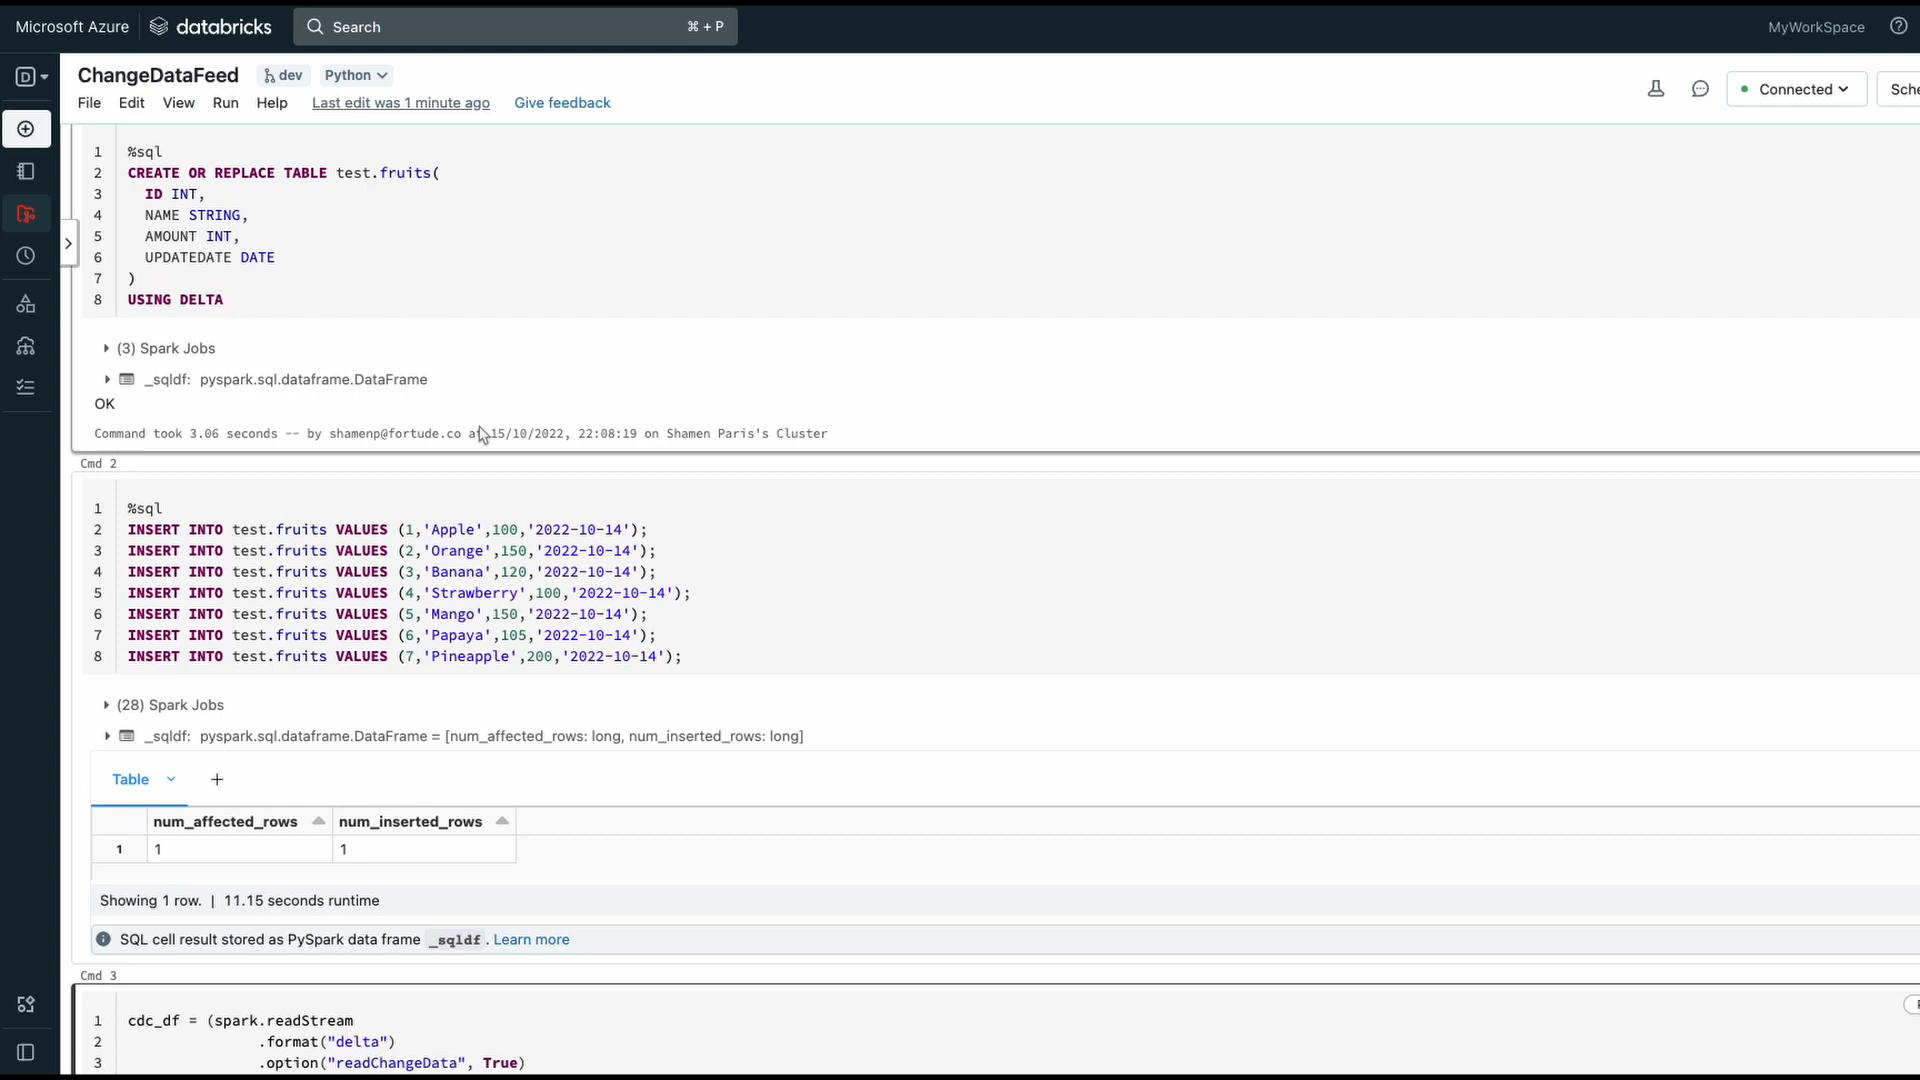 Microsoft Azure databricks Search ⌘ + P MyWorkSpace
D
ChangeDataFeed dev Python
File Edit View Run Help Last edit was 1 minute ago Give feedback
Connected Sche
1 %sql
2 CREATE OR REPLACE TABLE test.fruits(
3 ID INT,
4 NAME STRING,
5 AMOUNT INT,
6 UPDATEDATE DATE
7 )
8 USING DELTA
(3) Spark Jobs
_sqldf: pyspark.sql.dataframe.DataFrame
OK
Command took 3.06 seconds -- by shamenp@fortude.co at 15/10/2022, 22:08:19 on Shamen Paris's Cluster
Cmd 2
1 %sql
2 INSERT INTO test.fruits VALUES (1,'Apple',100,'2022-10-14');
3 INSERT INTO test.fruits VALUES (2,'Orange',150,'2022-10-14');
4 INSERT INTO test.fruits VALUES (3,'Banana',120,'2022-10-14');
5 INSERT INTO test.fruits VALUES (4,'Strawberry',100,'2022-10-14');
6 INSERT INTO test.fruits VALUES (5,'Mango',150,'2022-10-14');
7 INSERT INTO test.fruits VALUES (6,'Papaya',105,'2022-10-14');
8 INSERT INTO test.fruits VALUES (7,'Pineapple',200,'2022-10-14');
(28) Spark Jobs
_sqldf: pyspark.sql.dataframe.DataFrame = [num_affected_rows: long, num_inserted_rows: long]
Table +
num_affected_rows num_inserted_rows
1 1 1
Showing 1 row. | 11.15 seconds runtime
SQL cell result stored as PySpark data frame _sqldf. Learn more
Cmd 3
1 cdc_df = (spark.readStream
2 .format("delta")
3 .option("readChangeData", True)